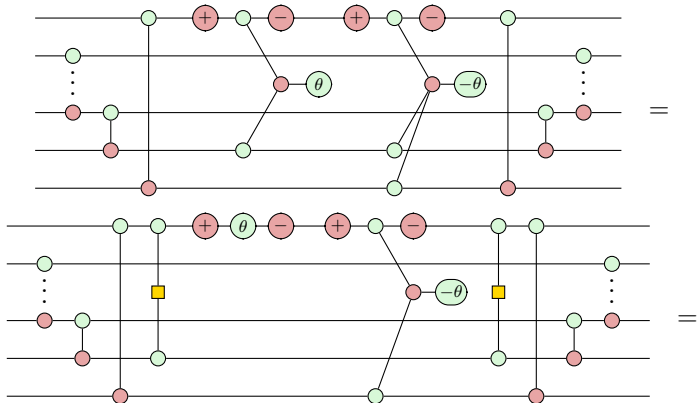 + − + −
θ −θ
=
+ θ − + −
−θ
=